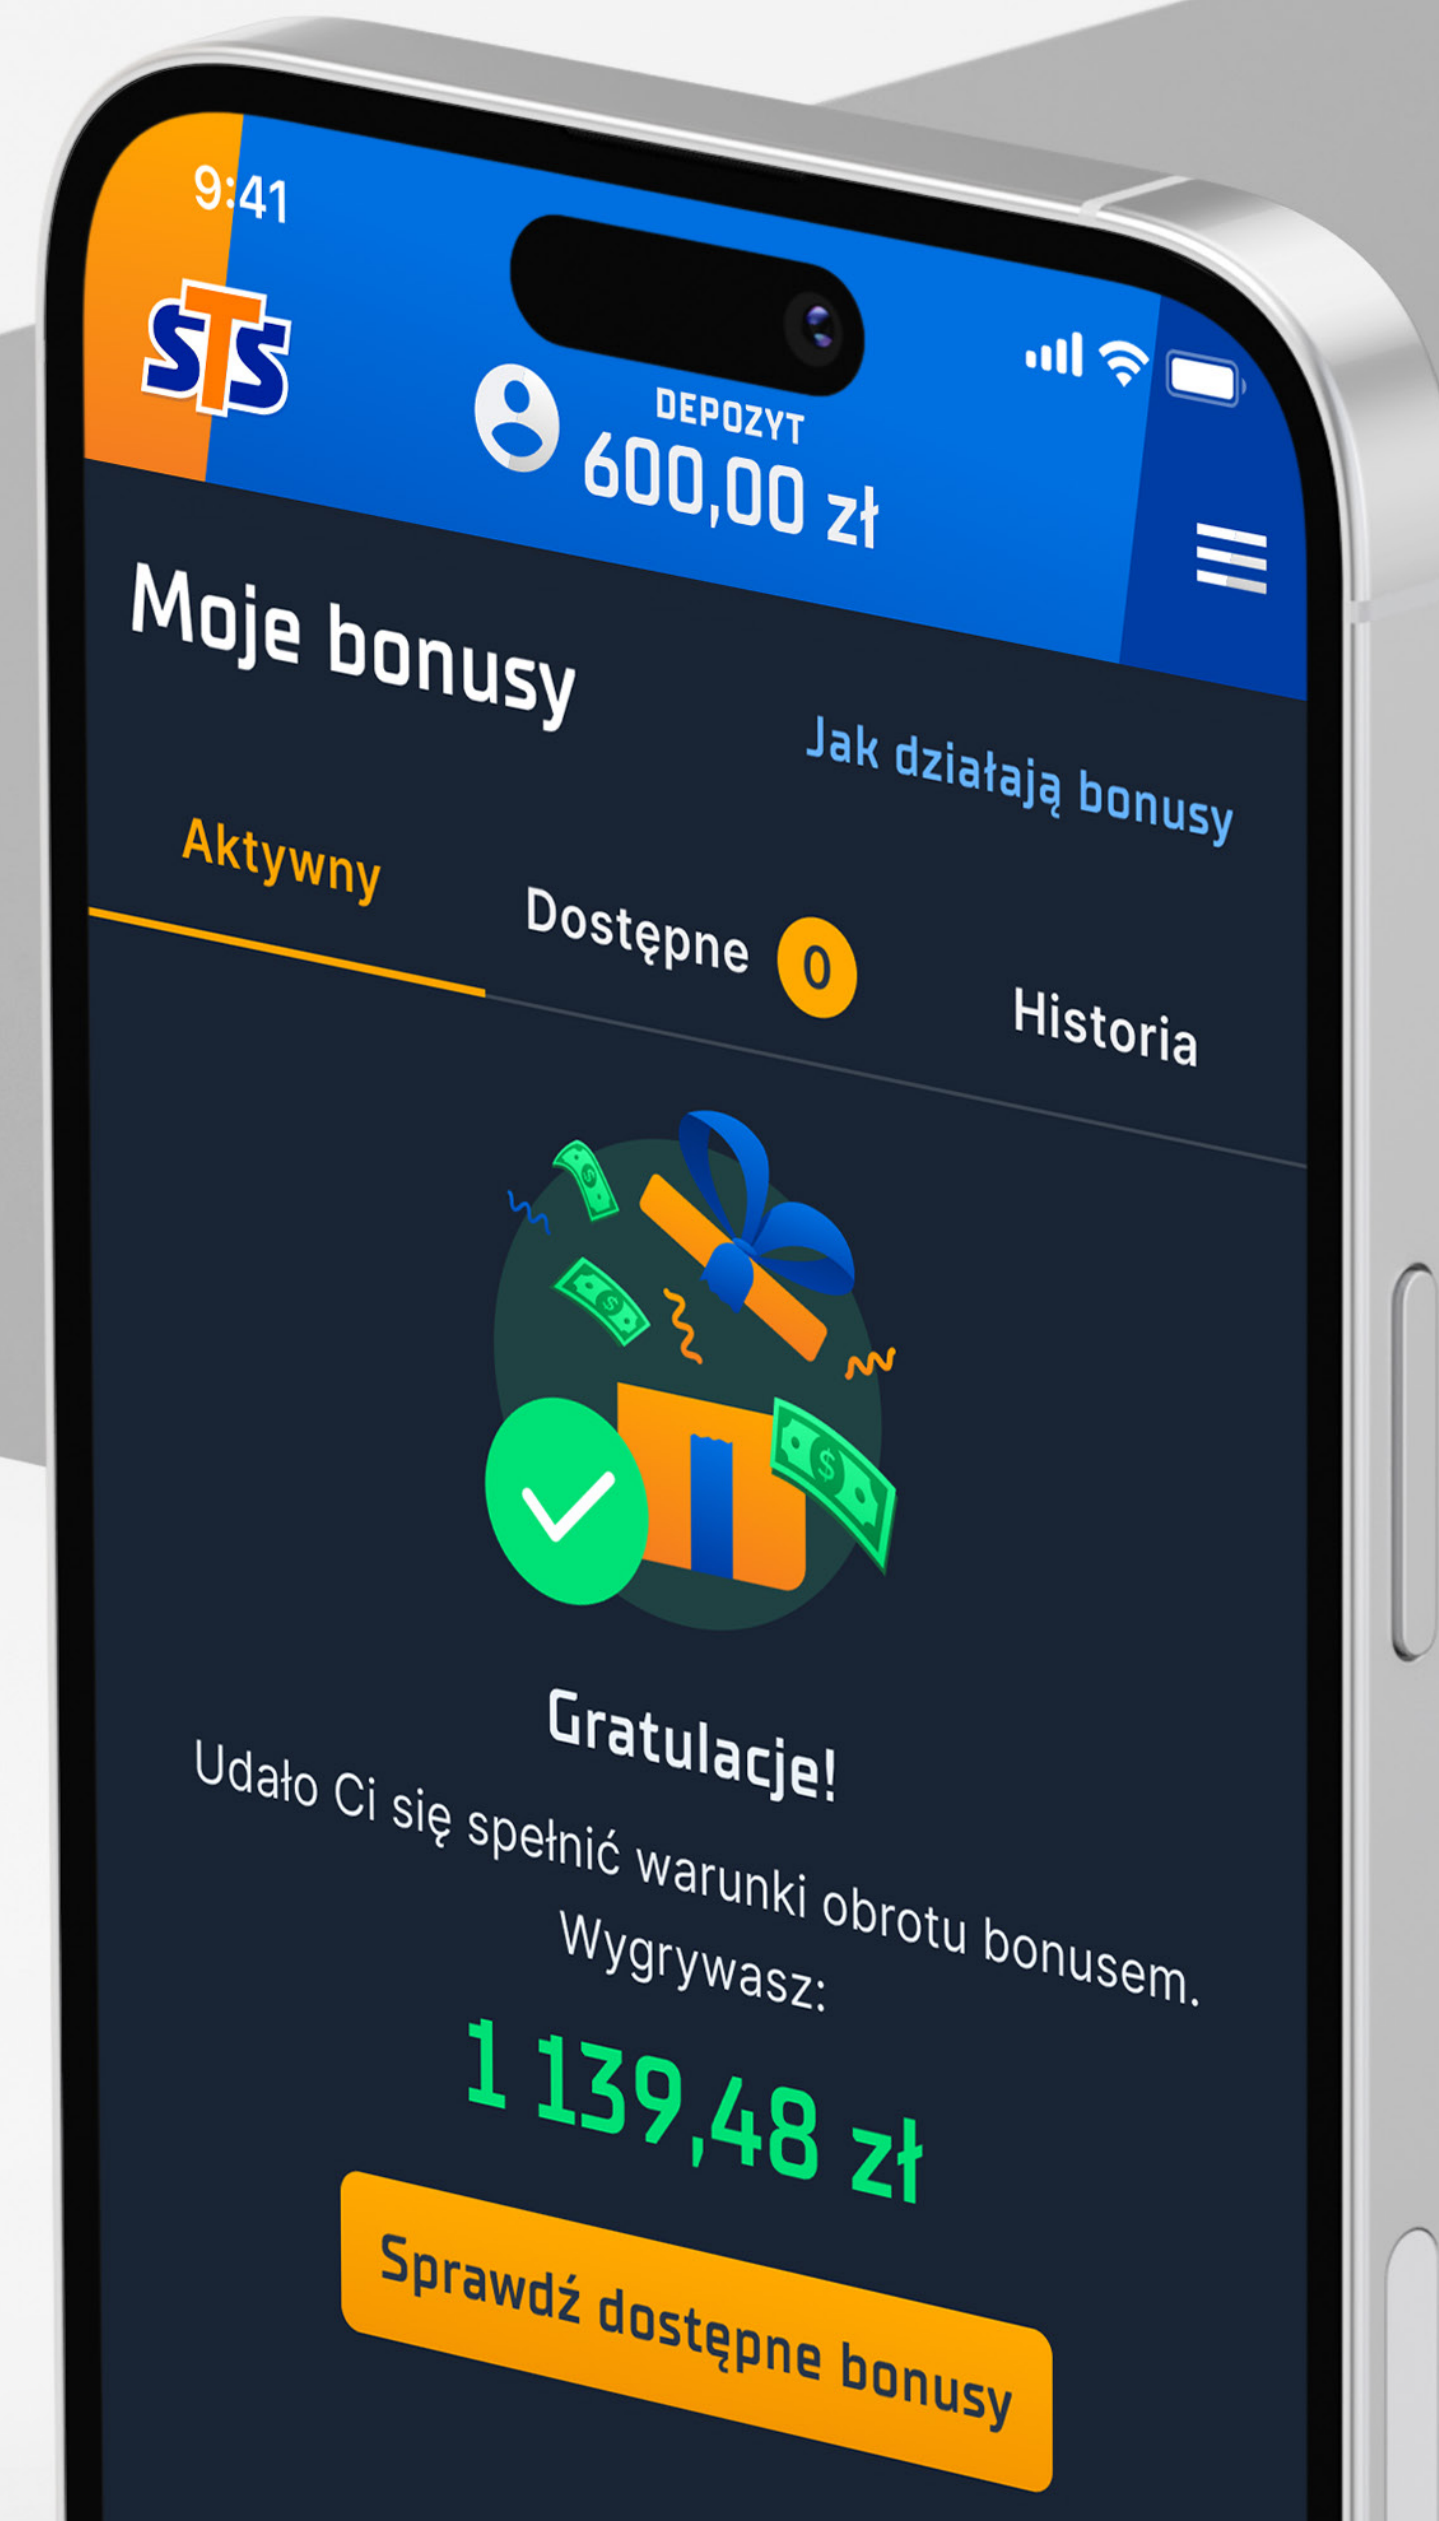 9:41
STS
DEPOZYT
600,00 zł
Moje bonusy
Jak działają bonusy
Aktywny
Dostępne 0
Historia
Gratulacje!
Udało Ci się spełnić warunki obrotu bonusem.
Wygrywasz:
1 139,48 zł
Sprawdź dostępne bonusy